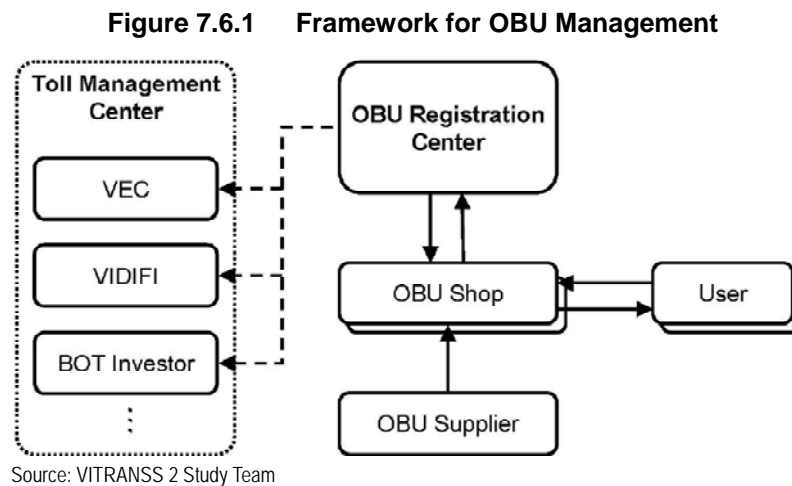 Figure 7.6.1 Framework for OBU Management
Toll Management
Center
VEC
VIDIFI
BOT Investor
OBU Registration
Center
OBU Shop
User
OBU Supplier
Source: VITRANSS 2 Study Team